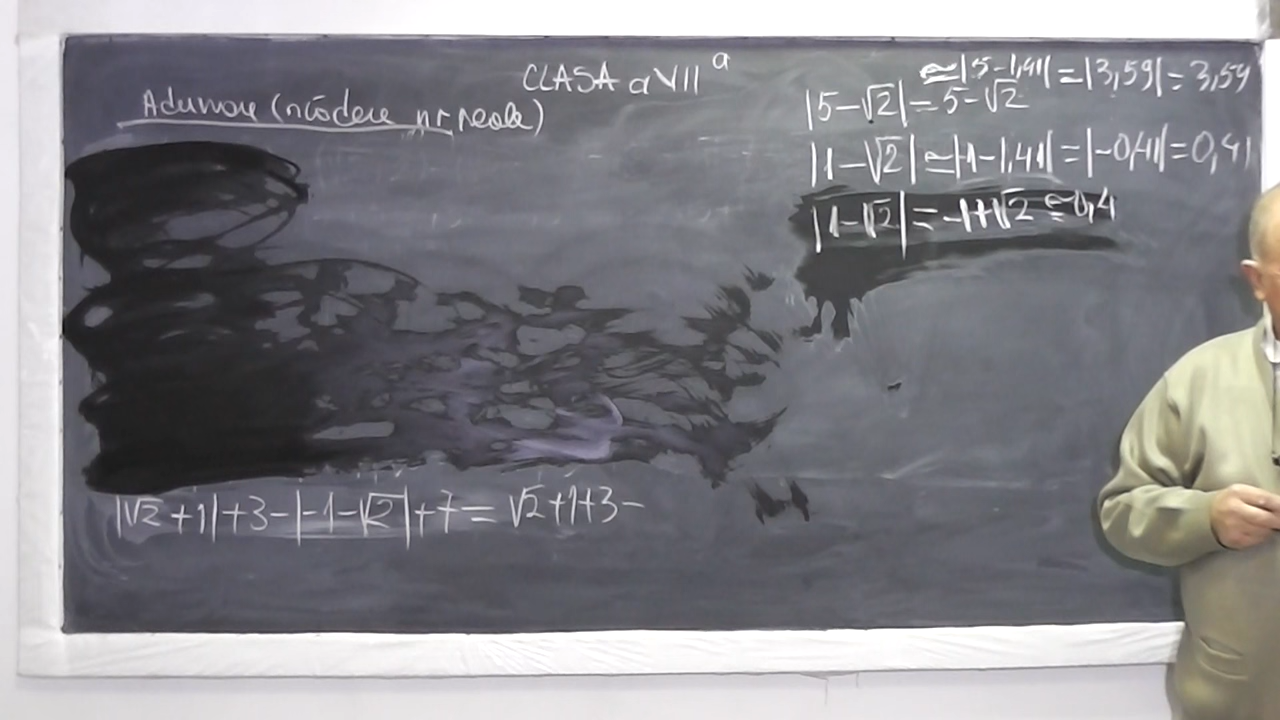 CLASA a VII a
Adunare (scădere nr reale)
≃|5-1,41| = |3,59| = 3,59
|5-√2| = 5-√2
|1-√2| ≃ |1-1,41| = |-0,41| = 0,41
|1-√2| = -1+√2 ≃ 0,4
|√2+1|+3-|-1-√2|+7 = √2+1+3-